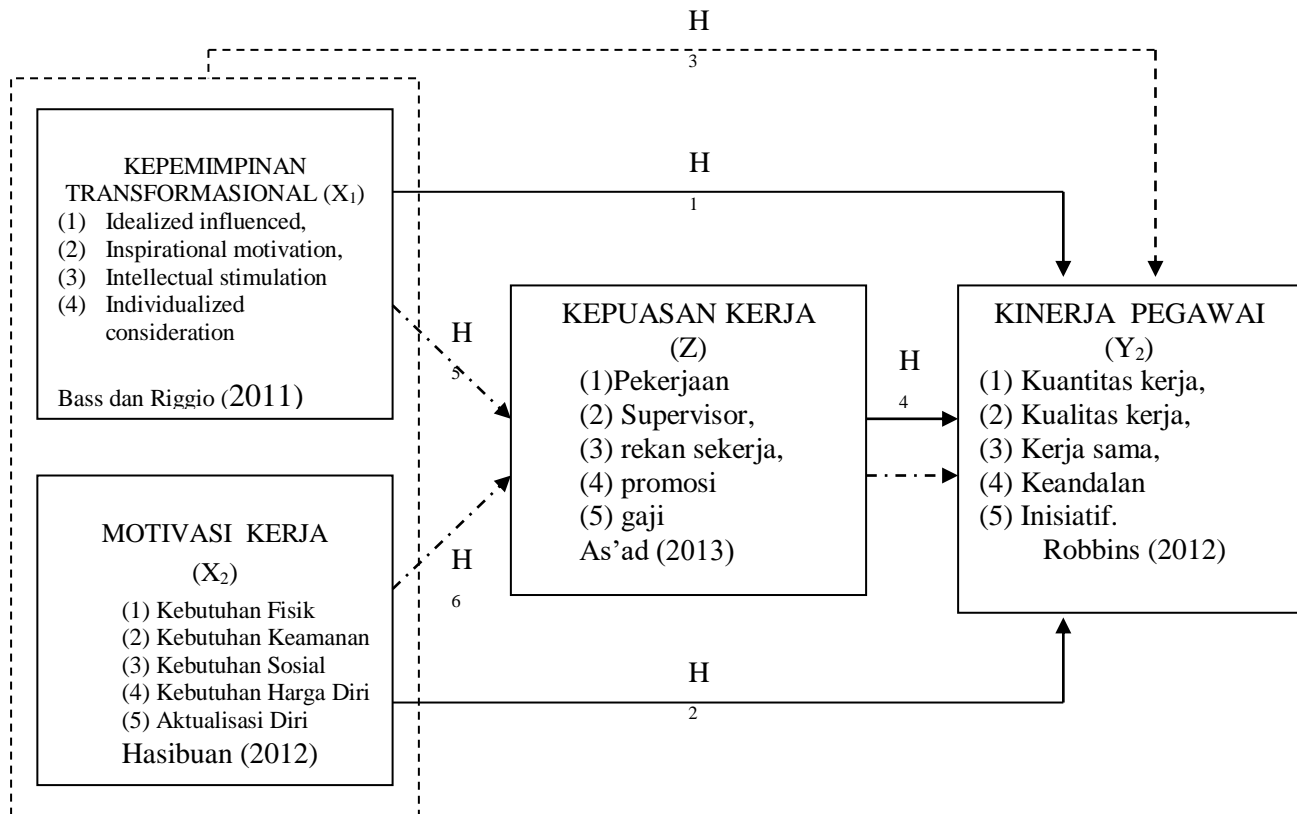 H
3
H
1
KEPEMIMPINAN
TRANSFORMASIONAL (X₁)
(1) Idealized influenced,
(2) Inspirational motivation,
(3) Intellectual stimulation
(4) Individualized
consideration
Bass dan Riggio (2011)
H
5
KEPUASAN KERJA
(Z)
(1)Pekerjaan
(2) Supervisor,
(3) rekan sekerja,
(4) promosi
(5) gaji
As’ad (2013)
H
4
KINERJA PEGAWAI
(Y₂)
(1) Kuantitas kerja,
(2) Kualitas kerja,
(3) Kerja sama,
(4) Keandalan
(5) Inisiatif.
Robbins (2012)
MOTIVASI KERJA
(X₂)
(1) Kebutuhan Fisik
(2) Kebutuhan Keamanan
(3) Kebutuhan Sosial
(4) Kebutuhan Harga Diri
(5) Aktualisasi Diri
Hasibuan (2012)
H
6
H
2